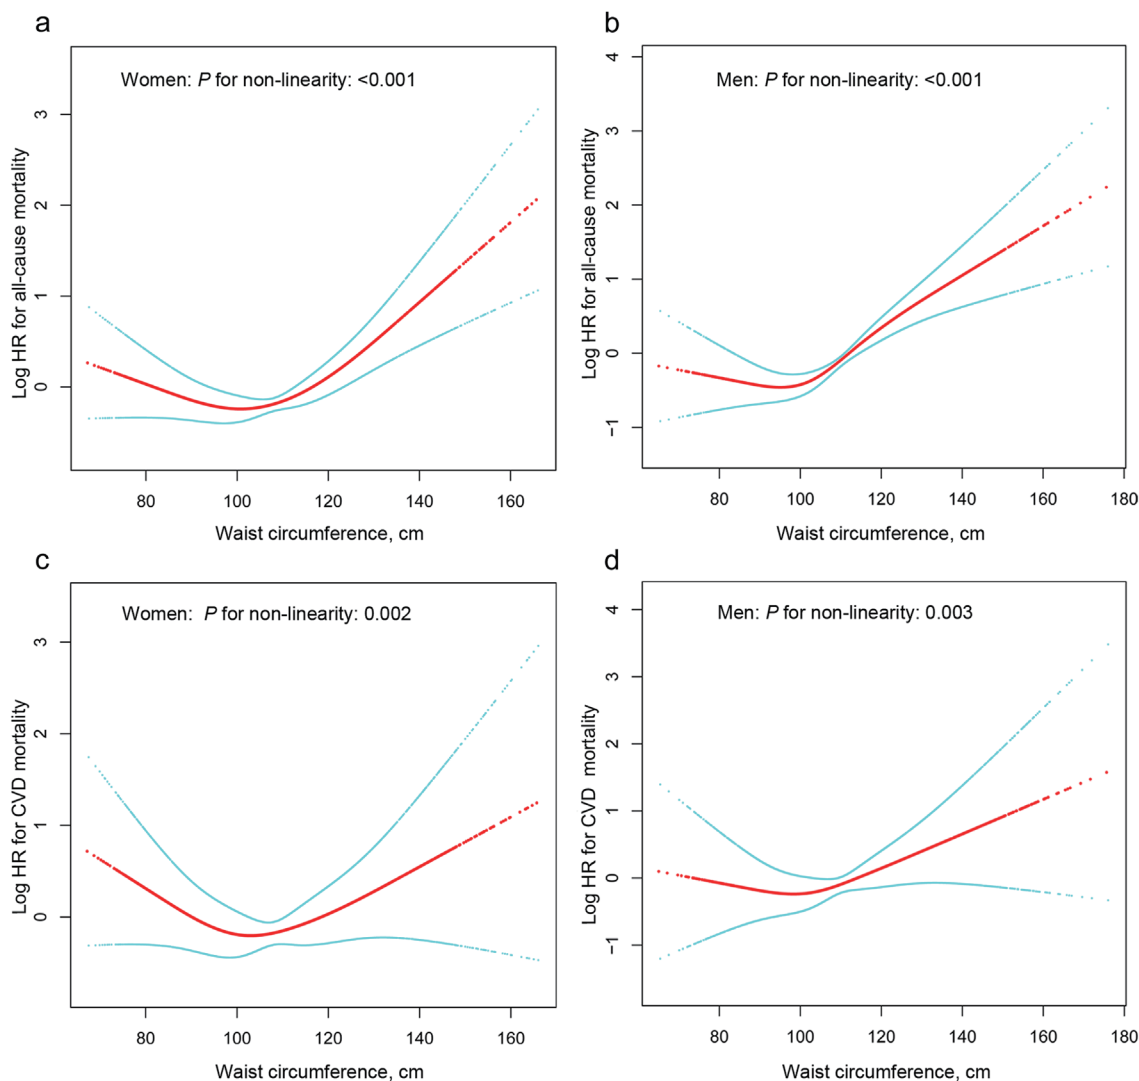 a
Women: P for non-linearity: <0.001
Log HR for all-cause mortality
3
2
1
0
80 100 120 140 160
Waist circumference, cm
b
Men: P for non-linearity: <0.001
Log HR for all-cause mortality
4
3
2
1
0
−1
80 100 120 140 160 180
Waist circumference, cm
c
Women: P for non-linearity: 0.002
Log HR for CVD mortality
3
2
1
0
80 100 120 140 160
Waist circumference, cm
d
Men: P for non-linearity: 0.003
Log HR for CVD mortality
4
3
2
1
0
−1
80 100 120 140 160 180
Waist circumference, cm